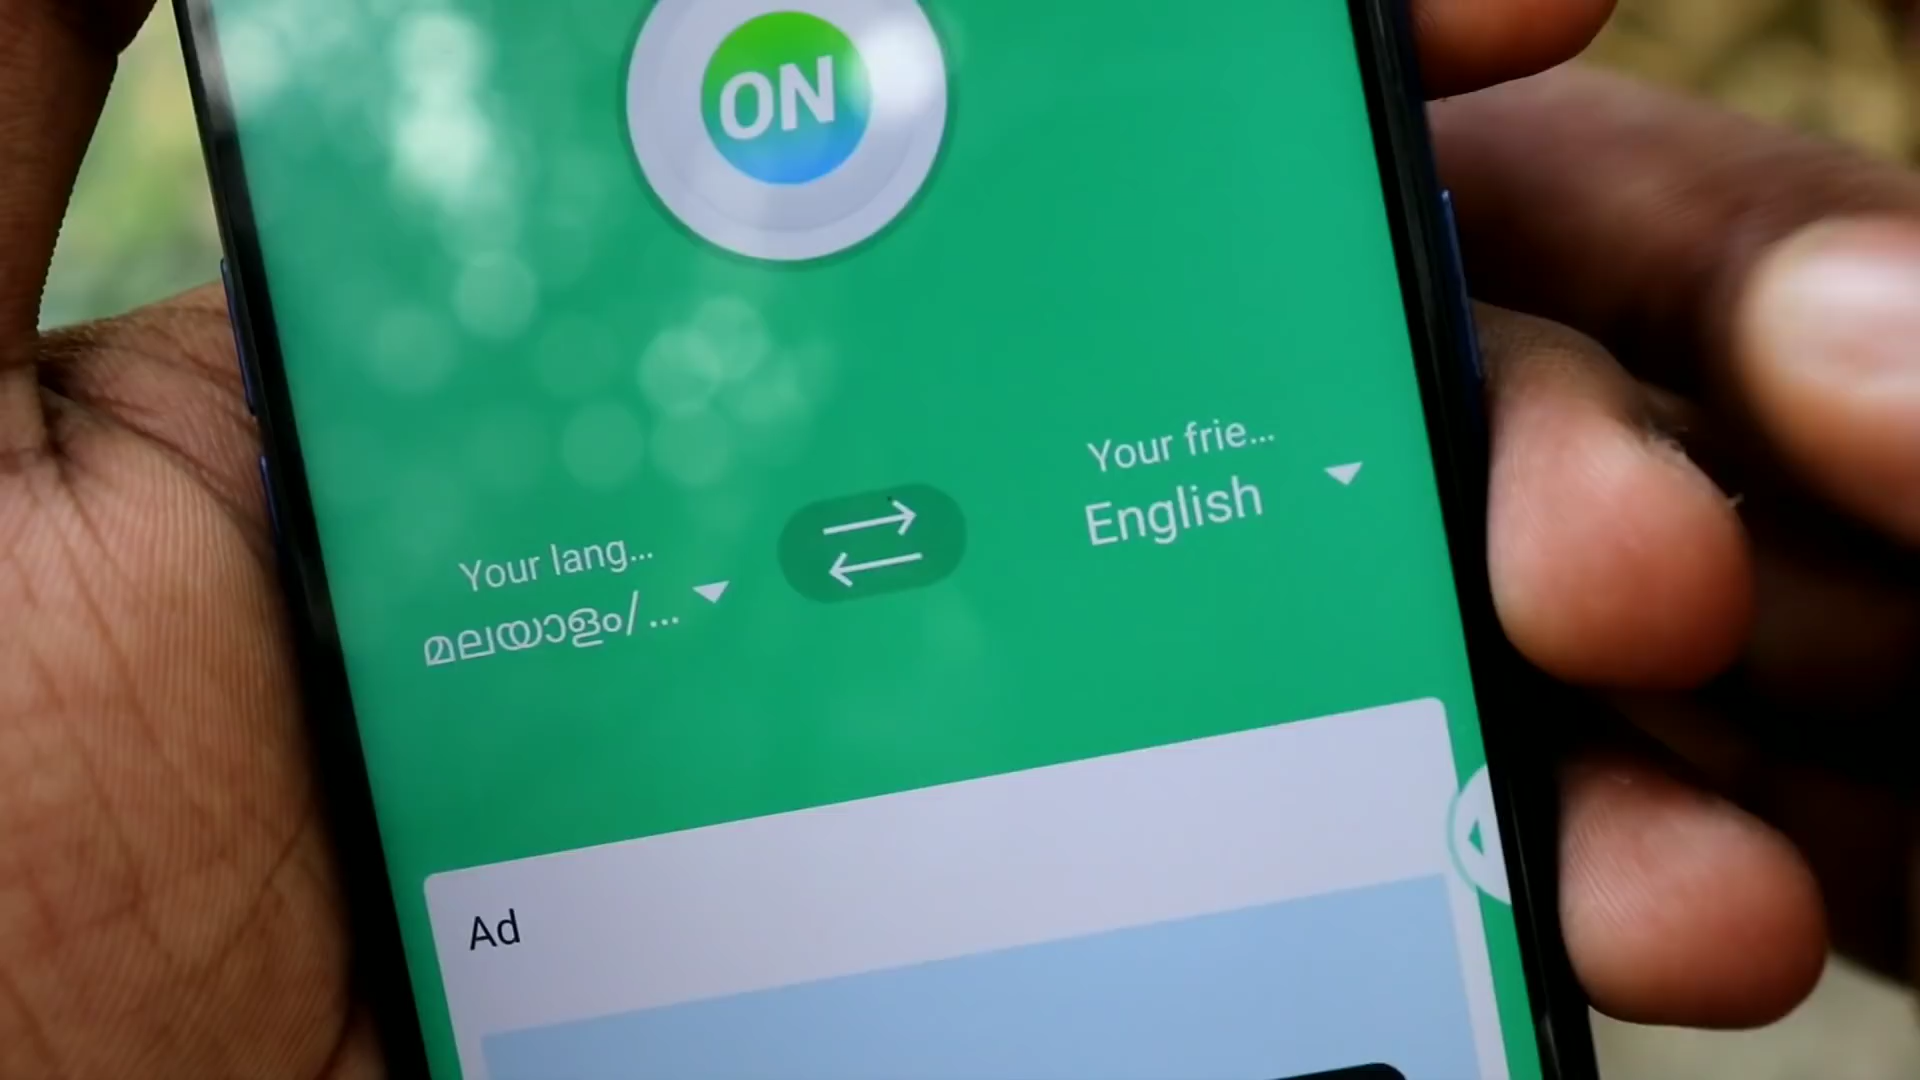 ON
Your frie...
English
Your lang...
മലയാളം/...
Ad